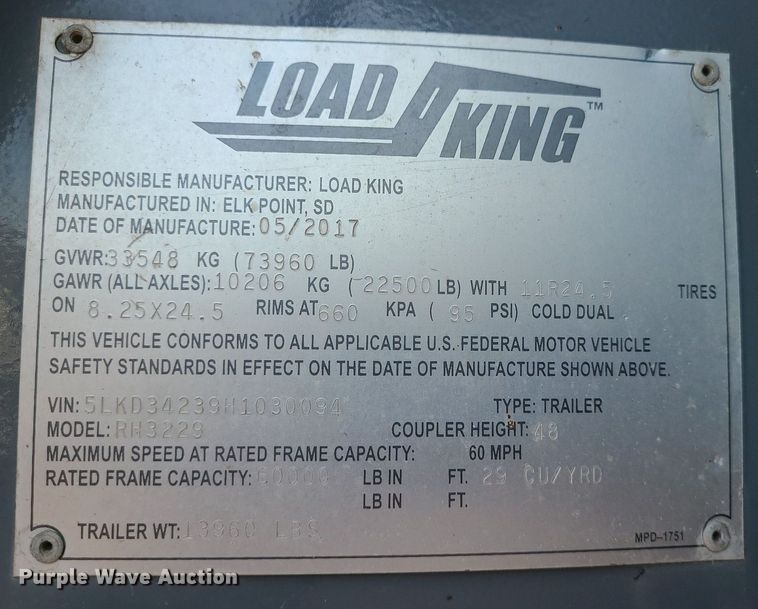 LOAD KING™
RESPONSIBLE MANUFACTURER: LOAD KING
MANUFACTURED IN: ELK POINT, SD
DATE OF MANUFACTURE: 05/2017
GVWR: 33548 KG (73960 LB)
GAWR (ALL AXLES): 10206 KG (22500 LB) WITH 11R24.5 TIRES
ON 8.25X24.5 RIMS AT 660 KPA ( 95 PSI) COLD DUAL
THIS VEHICLE CONFORMS TO ALL APPLICABLE U.S. FEDERAL MOTOR VEHICLE
SAFETY STANDARDS IN EFFECT ON THE DATE OF MANUFACTURE SHOWN ABOVE.
VIN: 5LKD34239H1030094 TYPE: TRAILER
MODEL: RH3229 COUPLER HEIGHT: 48
MAXIMUM SPEED AT RATED FRAME CAPACITY: 60 MPH
RATED FRAME CAPACITY: 60000 LB IN FT. 29 CU/YRD
LB IN FT.
TRAILER WT: 13960 LBS
MPD-1751
Purple Wave Auction